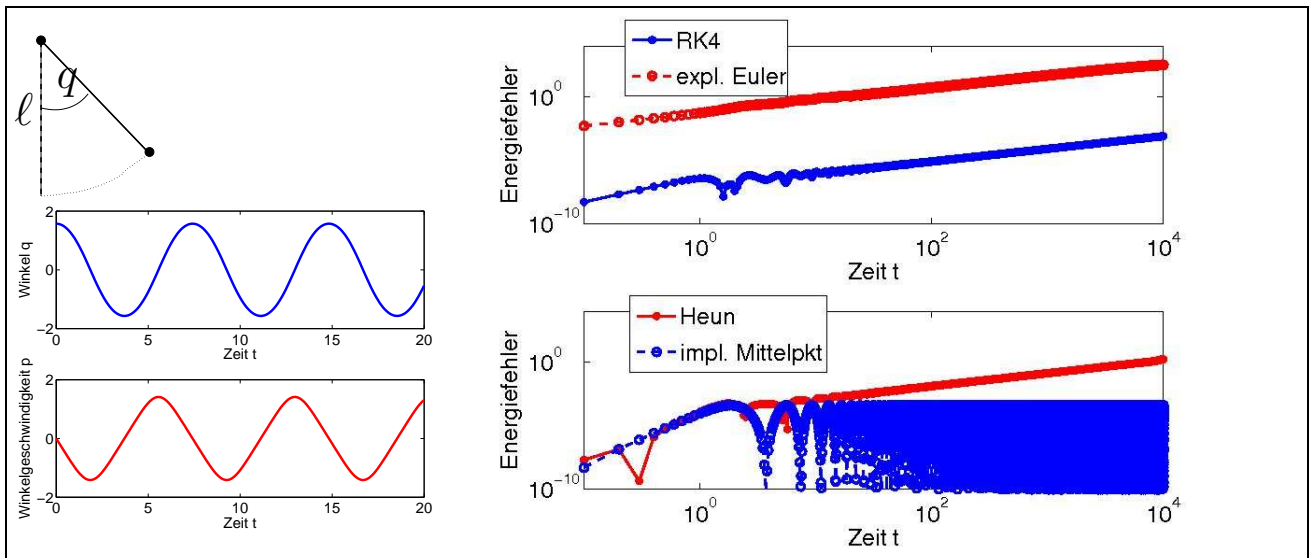 q
ℓ
2
0
−2
Winkel q
0 5 10 15 20
Zeit t
2
0
−2
Winkelgeschwindigkeit p
0 5 10 15 20
Zeit t
RK4
expl. Euler
Energiefehler
10^0
10^-10
10^0 10^2 10^4
Zeit t
Heun
impl. Mittelpkt
Energiefehler
10^0
10^-10
10^0 10^2 10^4
Zeit t